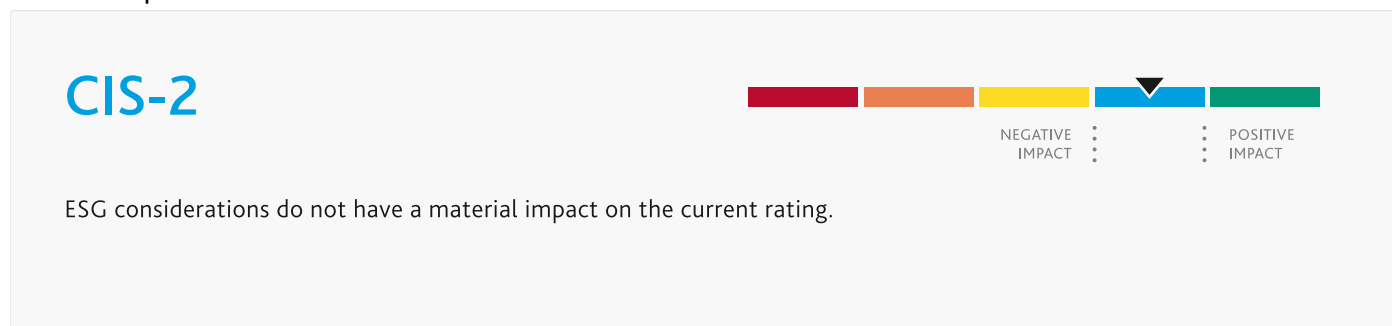 CIS-2
NEGATIVE
IMPACT
POSITIVE
IMPACT
ESG considerations do not have a material impact on the current rating.